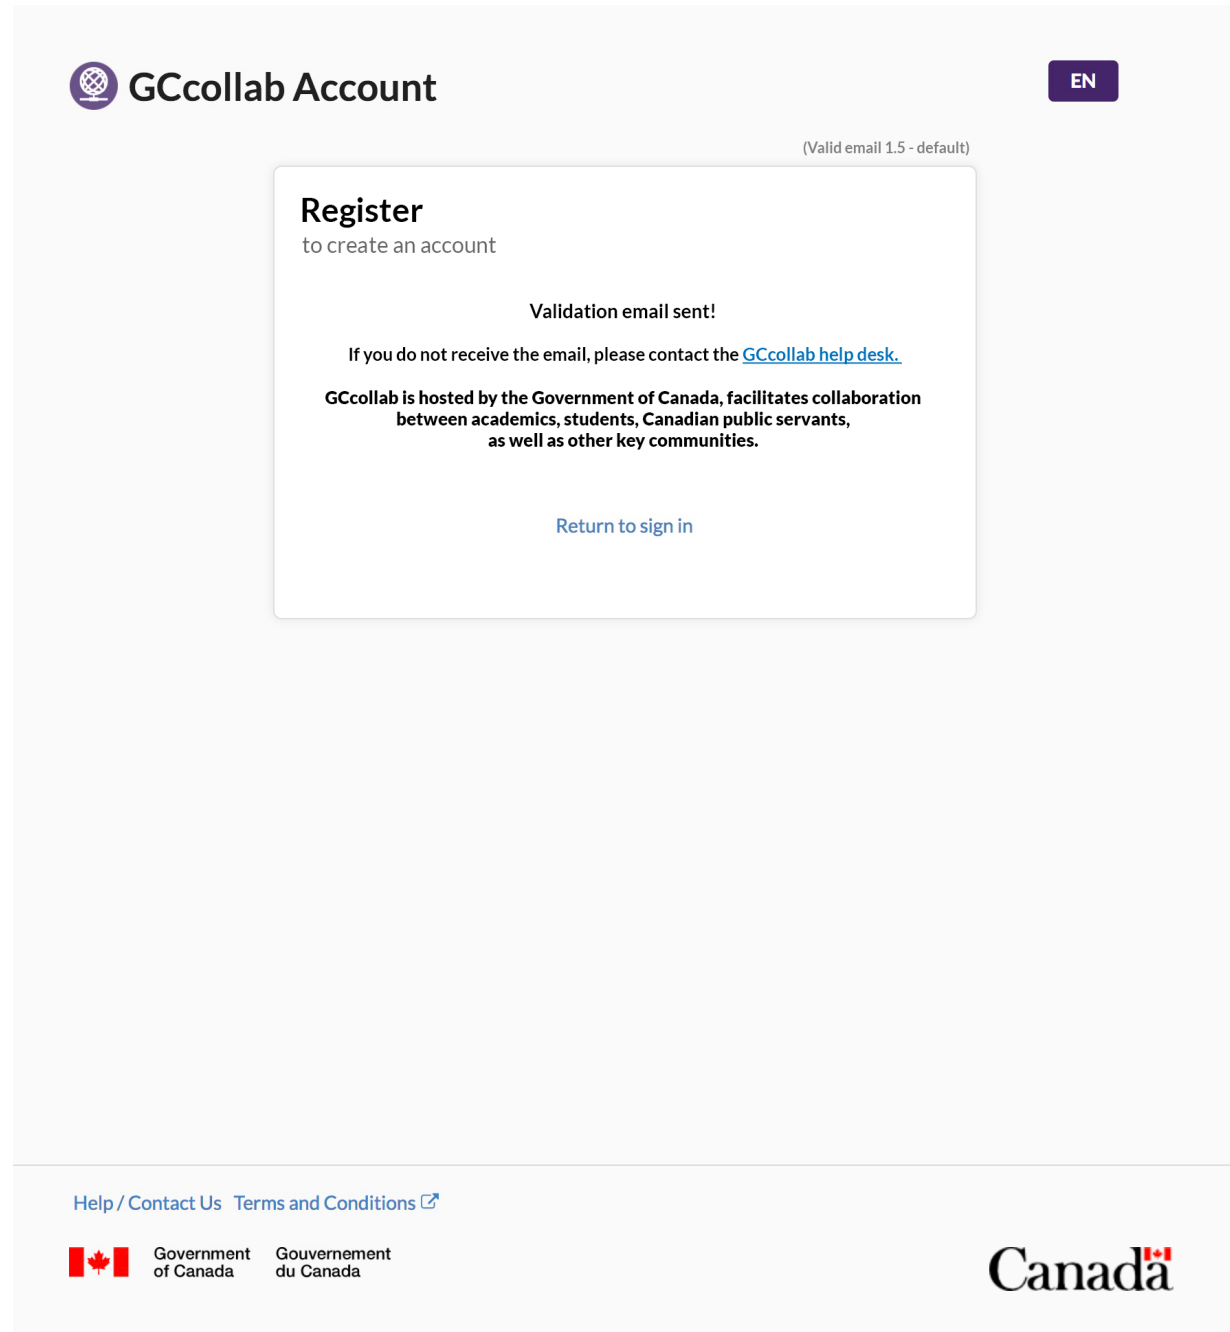 GCcollab Account
EN
(Valid email 1.5 - default)
Register
to create an account
Validation email sent!
If you do not receive the email, please contact the GCcollab help desk.
GCcollab is hosted by the Government of Canada, facilitates collaboration
between academics, students, Canadian public servants,
as well as other key communities.
Return to sign in
Help / Contact Us Terms and Conditions
Government Gouvernement
of Canada du Canada
Canada